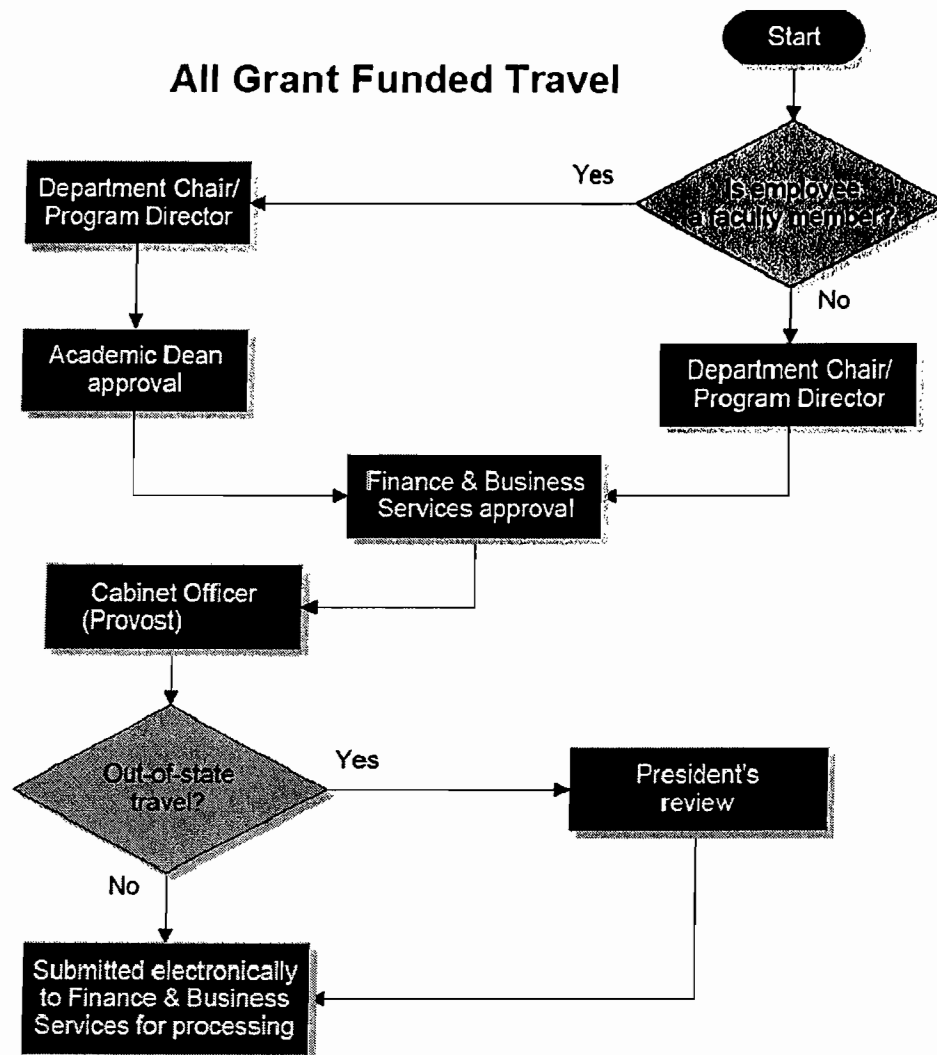 Start
All Grant Funded Travel
Is employee
a faculty member?
Yes
Department Chair/
Program Director
No
Academic Dean
approval
Department Chair/
Program Director
Finance & Business
Services approval
Cabinet Officer
(Provost)
Out-of-state
travel?
Yes
President's
review
No
Submitted electronically
to Finance & Business
Services for processing